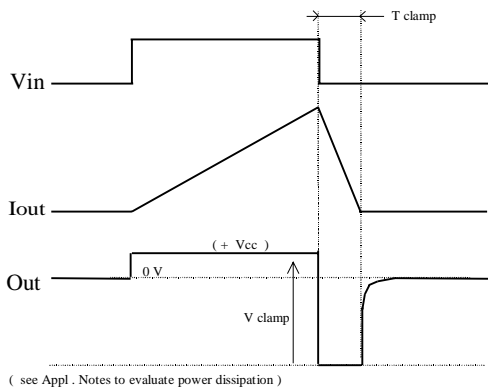 T clamp
Vin
Iout
( + Vcc )
0 V
Out
V clamp
( see Appl . Notes to evaluate power dissipation )